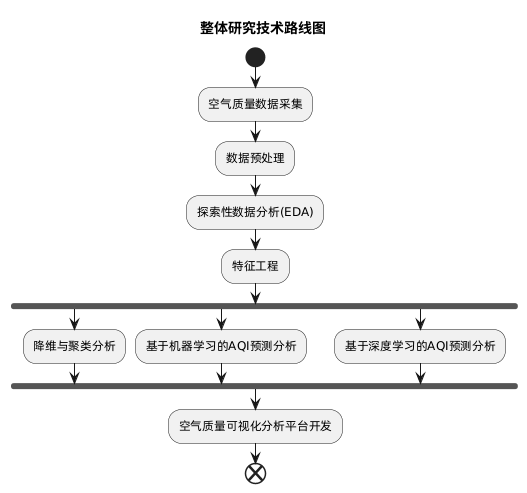 整体研究技术路线图
空气质量数据采集
数据预处理
探索性数据分析(EDA)
特征工程
降维与聚类分析
基于机器学习的AQI预测分析
基于深度学习的AQI预测分析
空气质量可视化分析平台开发